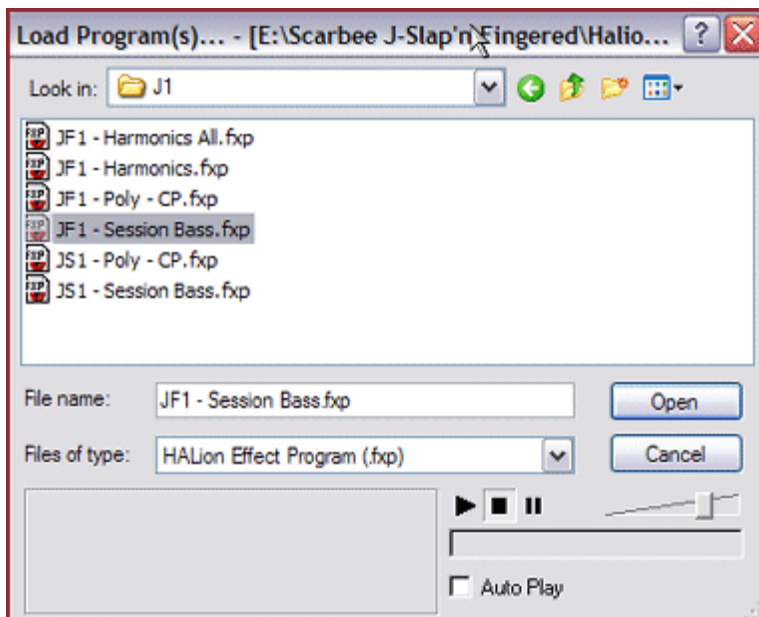 Load Program(s)... - [E:\Scarbee J-Slap'n Fingered\Halio...
Look in: J1
JF1 - Harmonics All.fxp
JF1 - Harmonics.fxp
JF1 - Poly - CP.fxp
JF1 - Session Bass.fxp
JS1 - Poly - CP.fxp
JS1 - Session Bass.fxp
File name: JF1 - Session Bass.fxp Open
Files of type: HALion Effect Program (.fxp) Cancel
Auto Play